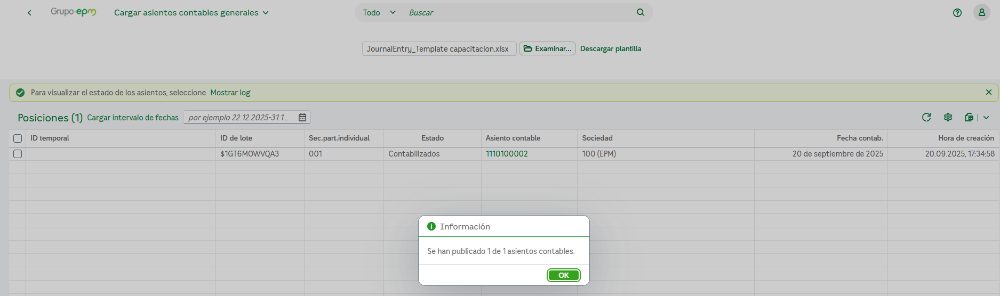 Grupo·epm Cargar asientos contables generales Todo Buscar
JournalEntry_Template capacitacion.xlsx Examinar... Descargar plantilla
Para visualizar el estado de los asientos, seleccione Mostrar log
Posiciones (1) Cargar intervalo de fechas por ejemplo 22.12.2025-31.1...
ID temporal ID de lote Sec.part.individual Estado Asiento contable Sociedad Fecha contab. Hora de creación
$1GT6MOWVQA3 001 Contabilizados 1110100002 100 (EPM) 20 de septiembre de 2025 20.09.2025, 17:34:58
Información
Se han publicado 1 de 1 asientos contables.
OK